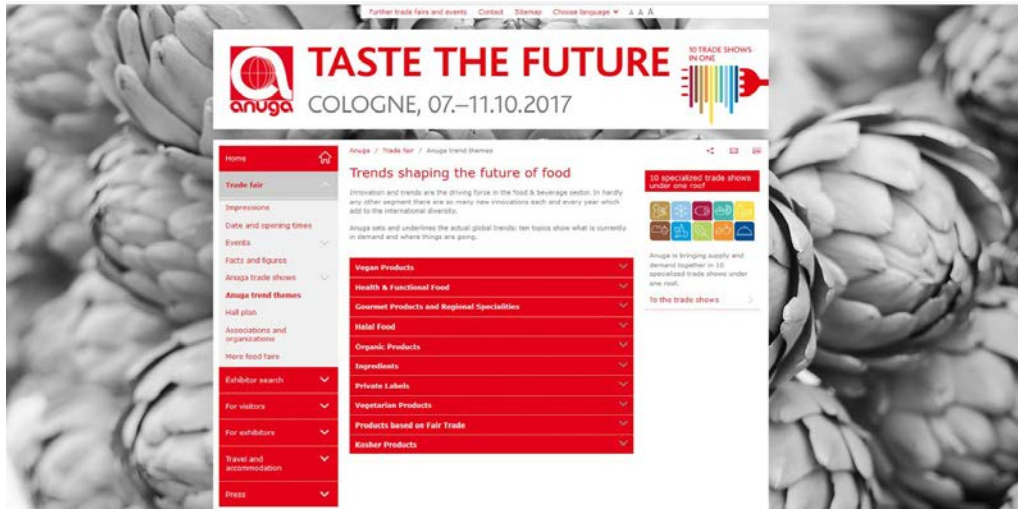 Further trade fairs and events Contact Sitemap Choose language A A A
anuga
TASTE THE FUTURE
COLOGNE, 07.–11.10.2017
10 TRADE SHOWS
IN ONE
Home
Trade fair
Impressions
Date and opening times
Events
Facts and figures
Anuga trade shows
Anuga trend themes
Hall plan
Associations and
organizations
More food fairs
Exhibitor search
For visitors
For exhibitors
Travel and
accommodation
Press
Anuga / Trade fair / Anuga trend themes
Trends shaping the future of food
Innovation and trends are the driving force in the food & beverage sector. In hardly
any other segment there are so many new innovations each and every year which
add to the international diversity.
Anuga sets and underlines the actual global trends: ten topics show what is currently
in demand and where things are going.
Vegan Products
Health & Functional Food
Gourmet Products and Regional Specialities
Halal Food
Organic Products
Ingredients
Private Labels
Vegetarian Products
Products based on Fair Trade
Kosher Products
10 specialized trade shows
under one roof
Anuga is bringing supply and
demand together in 10
specialized trade shows under
one roof.
To the trade shows